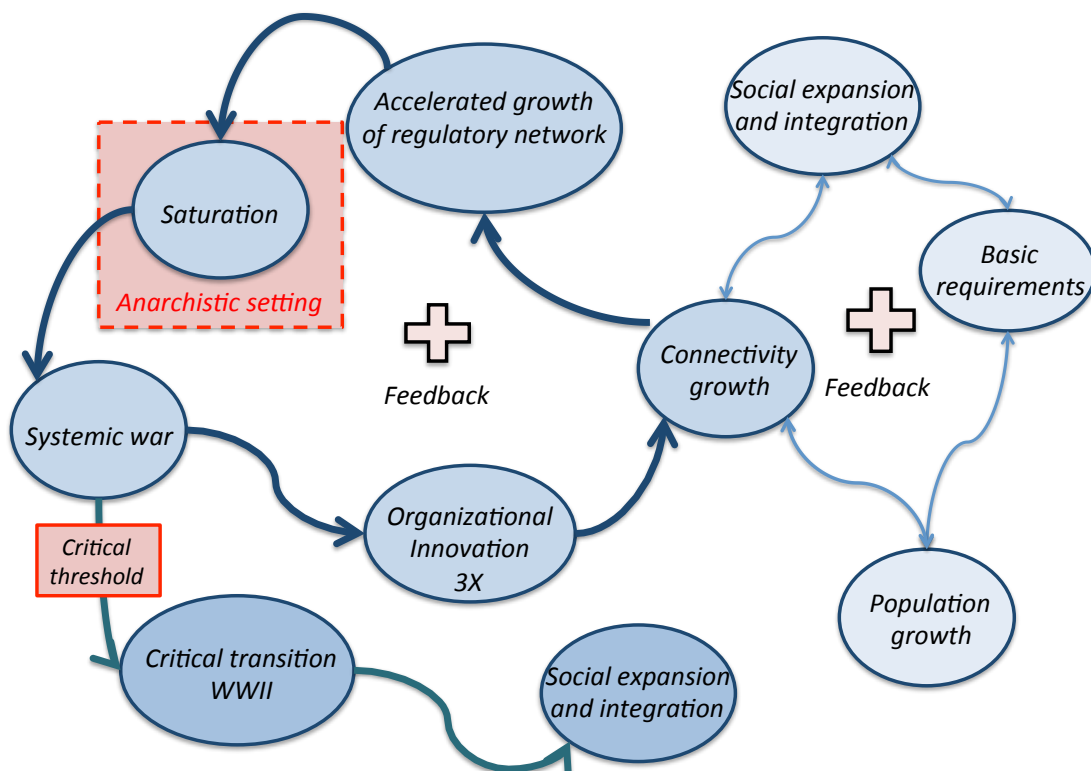 Accelerated growth
of regulatory network
Social expansion
and integration
Saturation
Anarchistic setting
Basic
requirements
Connectivity
growth
Feedback
Feedback
Systemic war
Organizational
Innovation
3X
Critical
threshold
Population
growth
Critical transition
WWII
Social expansion
and integration